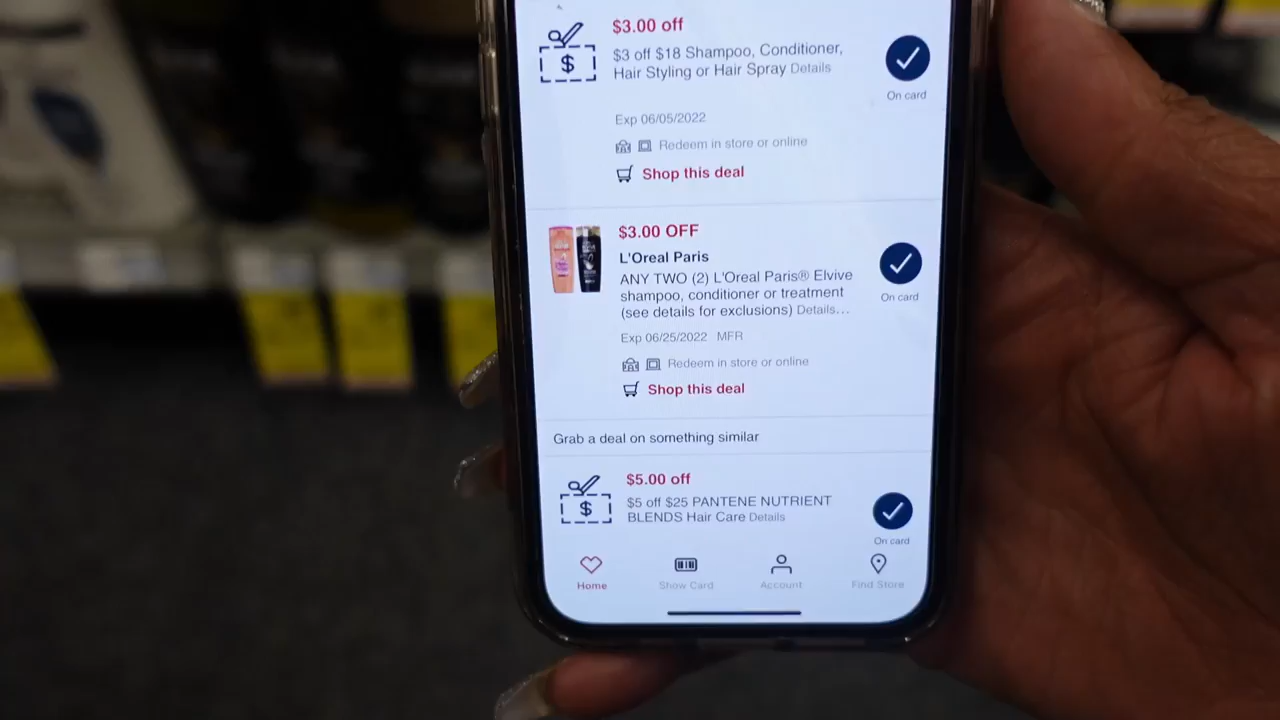 $3.00 off
$3 off $18 Shampoo, Conditioner,
Hair Styling or Hair Spray Details
On card
Exp 06/05/2022
Redeem in store or online
Shop this deal
$3.00 OFF
L'Oreal Paris
ANY TWO (2) L'Oreal Paris® Elvive
shampoo, conditioner or treatment
(see details for exclusions) Details...
On card
Exp 06/25/2022 MFR
Redeem in store or online
Shop this deal
Grab a deal on something similar
$5.00 off
$ $5 off $25 PANTENE NUTRIENT
BLENDS Hair Care Details
On card
Home Show Card Account Find Store